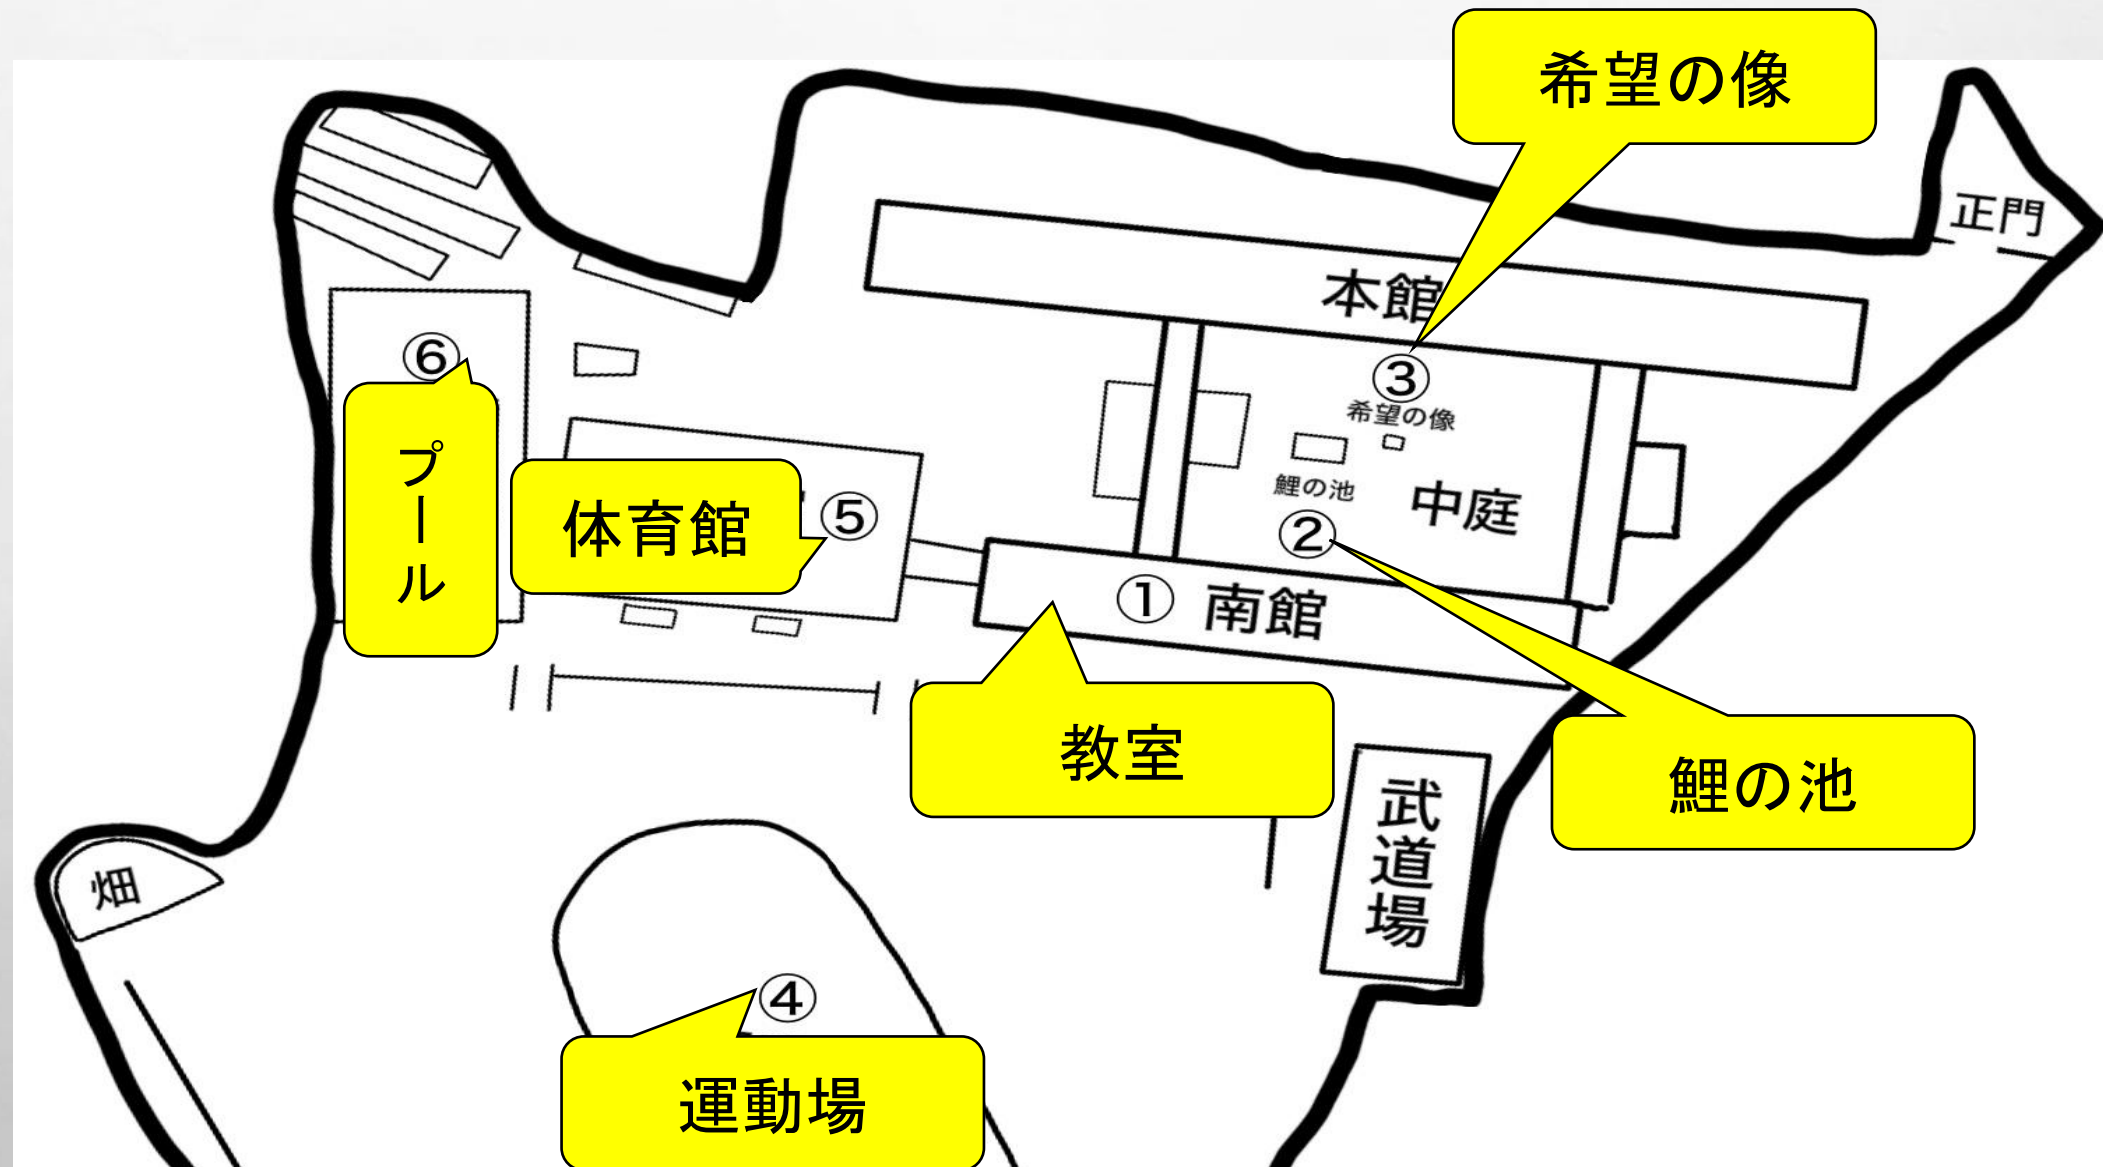 希望の像
正門
本館
⑥
③
希望の像
プール
鯉の池
中庭
体育館
⑤
②
①
南館
教室
鯉の池
武道場
畑
④
運動場